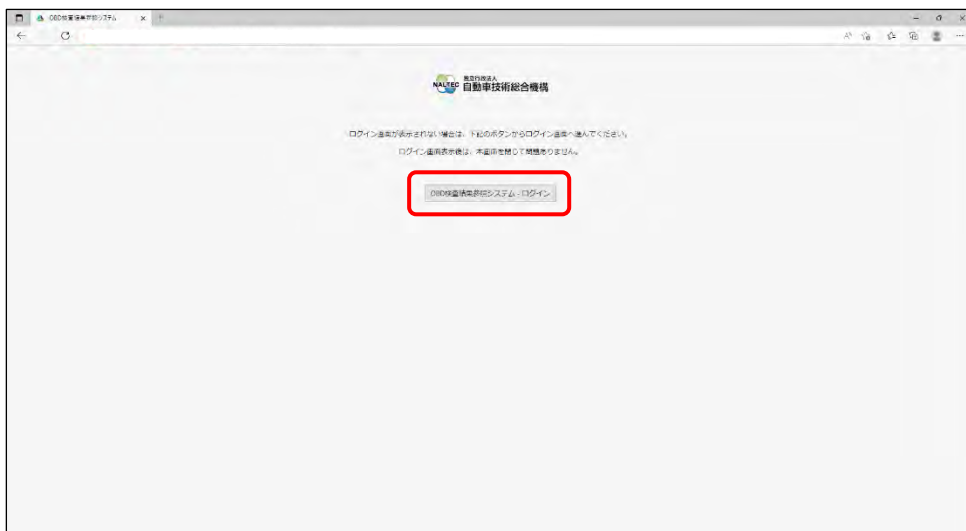 OBD検査結果参照システム
NALTEC 独立行政法人
自動車技術総合機構
ログイン画面が表示されない場合は、下記のボタンからログイン画面へ進んでください。
ログイン画面表示後は、本画面を閉じて問題ありません。
OBD検査結果参照システム - ログイン